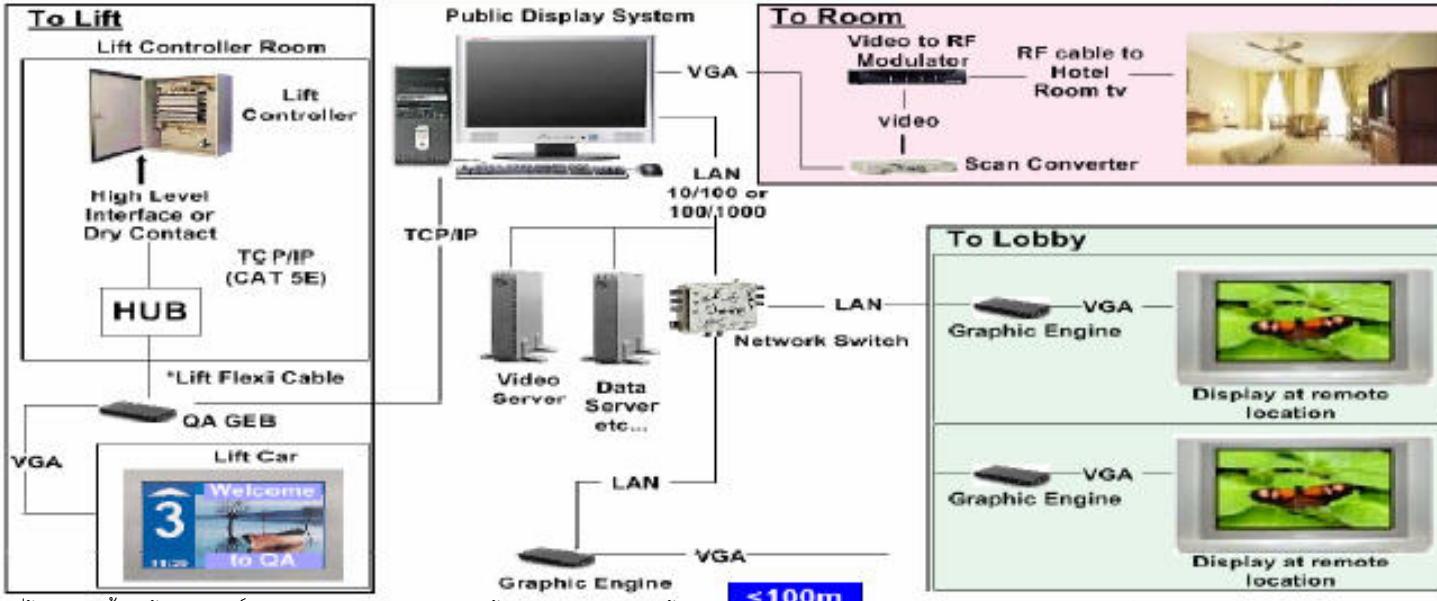 To Lift
Lift Controller Room
Lift
Controller
High Level
Interface or
Dry Contact
TCP/IP
(CAT 5E)
HUB
*Lift Flexii Cable
QA GEB
VGA
Lift Car
Welcome
3
11:20
to QA
Public Display System
VGA
LAN
10/100 or
100/1000
TCP/IP
Video
Server
Data
Server
etc...
Network Switch
LAN
LAN
Graphic Engine
VGA
≤100m
To Room
Video to RF
Modulator
RF cable to
Hotel
Room tv
video
Scan Converter
To Lobby
Graphic Engine
VGA
Display at remote
location
Graphic Engine
VGA
Display at remote
location